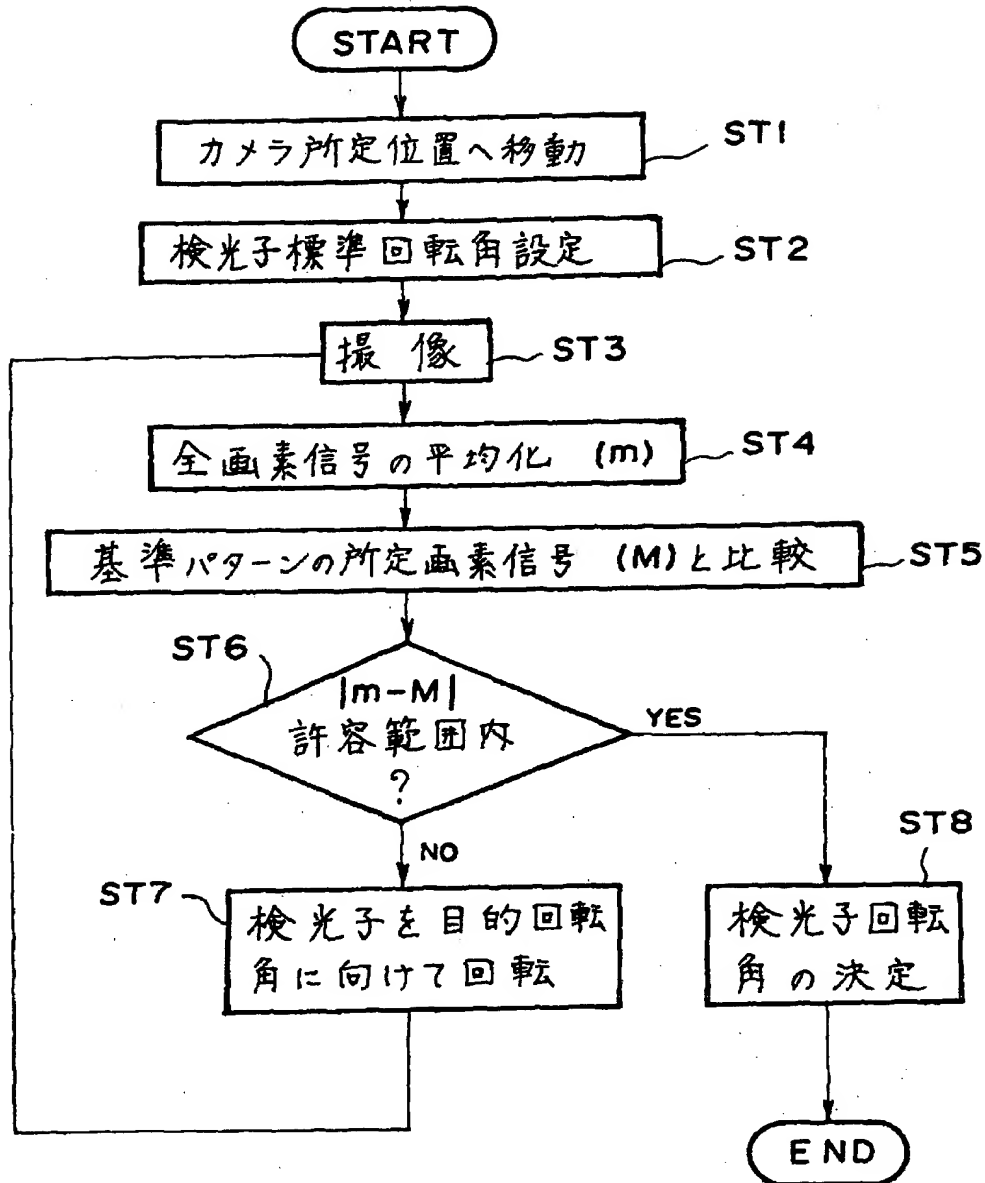 START
カメラ所定位置へ移動 ST1
検光子標準回転角設定 ST2
撮 像 ST3
全画素信号の平均化 (m) ST4
基準パターンの所定画素信号 (M)と比較 ST5
ST6
|m-M|
許容範囲内
?
YES
NO
ST7
検光子を目的回転
角に向けて回転
ST8
検光子回転
角の決定
END